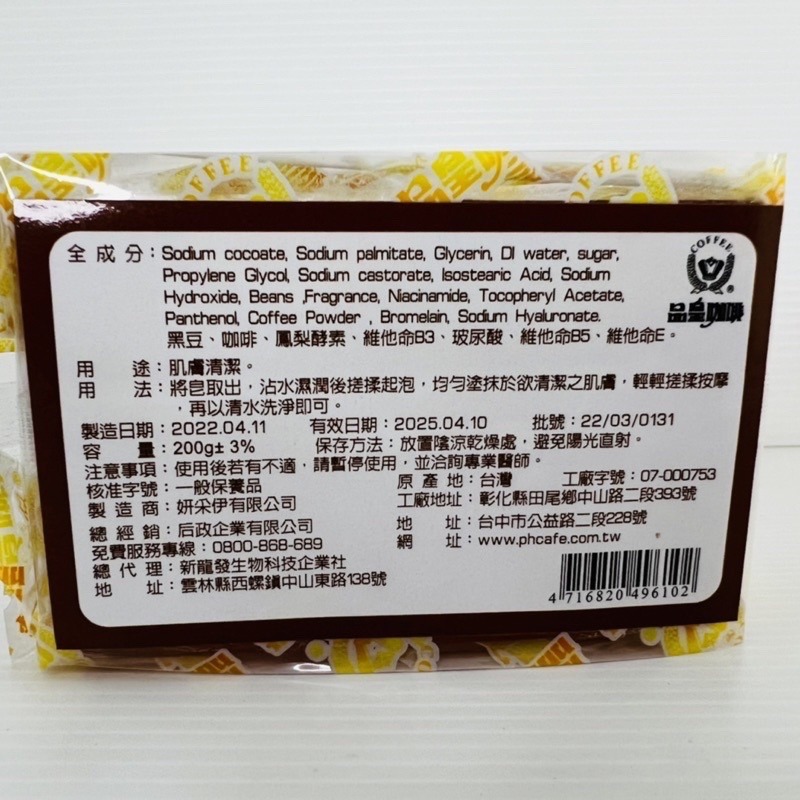 COFFEE
COFFEE
全成分：Sodium cocoate, Sodium palmitate, Glycerin, DI water, sugar,
Propylene Glycol, Sodium castorate, Isostearic Acid, Sodium
Hydroxide, Beans ,Fragrance, Niacinamide, Tocopheryl Acetate,
Panthenol, Coffee Powder , Bromelain, Sodium Hyaluronate.
黑豆、咖啡、鳳梨酵素、維他命B3、玻尿酸、維他命B5、維他命E。
COFFEE
®
品皇咖啡
用 途：肌膚清潔。
用 法：將皂取出，沾水濕潤後搓揉起泡，均勻塗抹於欲清潔之肌膚，輕輕搓揉按摩
，再以清水洗淨即可。
製造日期：2022.04.11 有效日期：2025.04.10 批號：22/03/0131
容 量：200g± 3% 保存方法：放置陰涼乾燥處，避免陽光直射。
注意事項：使用後若有不適，請暫停使用，並洽詢專業醫師。
核准字號：一般保養品 原產地：台灣 工廠字號：07-000753
製造商：妍采伊有限公司 工廠地址：彰化縣田尾鄉中山路二段393號
總經銷：后政企業有限公司 地 址：台中市公益路二段228號
免費服務專線：0800-868-689 網 址：www.phcafe.com.tw
總代理：新龍發生物科技企業社
地 址：雲林縣西螺鎮中山東路138號
4 716820 496102